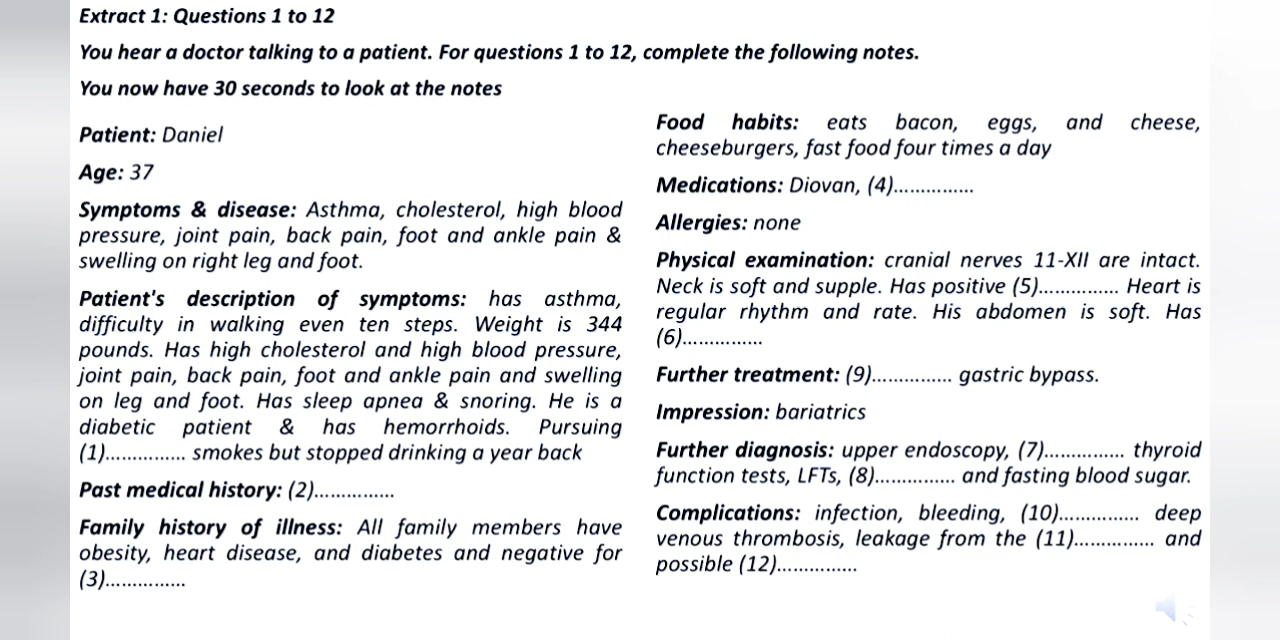 Extract 1: Questions 1 to 12
You hear a doctor talking to a patient. For questions 1 to 12, complete the following notes.
You now have 30 seconds to look at the notes
Patient: Daniel
Age: 37
Symptoms & disease: Asthma, cholesterol, high blood
pressure, joint pain, back pain, foot and ankle pain &
swelling on right leg and foot.
Patient's description of symptoms: has asthma,
difficulty in walking even ten steps. Weight is 344
pounds. Has high cholesterol and high blood pressure,
joint pain, back pain, foot and ankle pain and swelling
on leg and foot. Has sleep apnea & snoring. He is a
diabetic patient & has hemorrhoids. Pursuing
(1)............... smokes but stopped drinking a year back
Past medical history: (2)...............
Family history of illness: All family members have
obesity, heart disease, and diabetes and negative for
(3)...............
Food habits: eats bacon, eggs, and cheese,
cheeseburgers, fast food four times a day
Medications: Diovan, (4)...............
Allergies: none
Physical examination: cranial nerves 11-XII are intact.
Neck is soft and supple. Has positive (5)............... Heart is
regular rhythm and rate. His abdomen is soft. Has
(6)...............
Further treatment: (9)............... gastric bypass.
Impression: bariatrics
Further diagnosis: upper endoscopy, (7)............... thyroid
function tests, LFTs, (8)............... and fasting blood sugar.
Complications: infection, bleeding, (10)............... deep
venous thrombosis, leakage from the (11)............... and
possible (12)...............